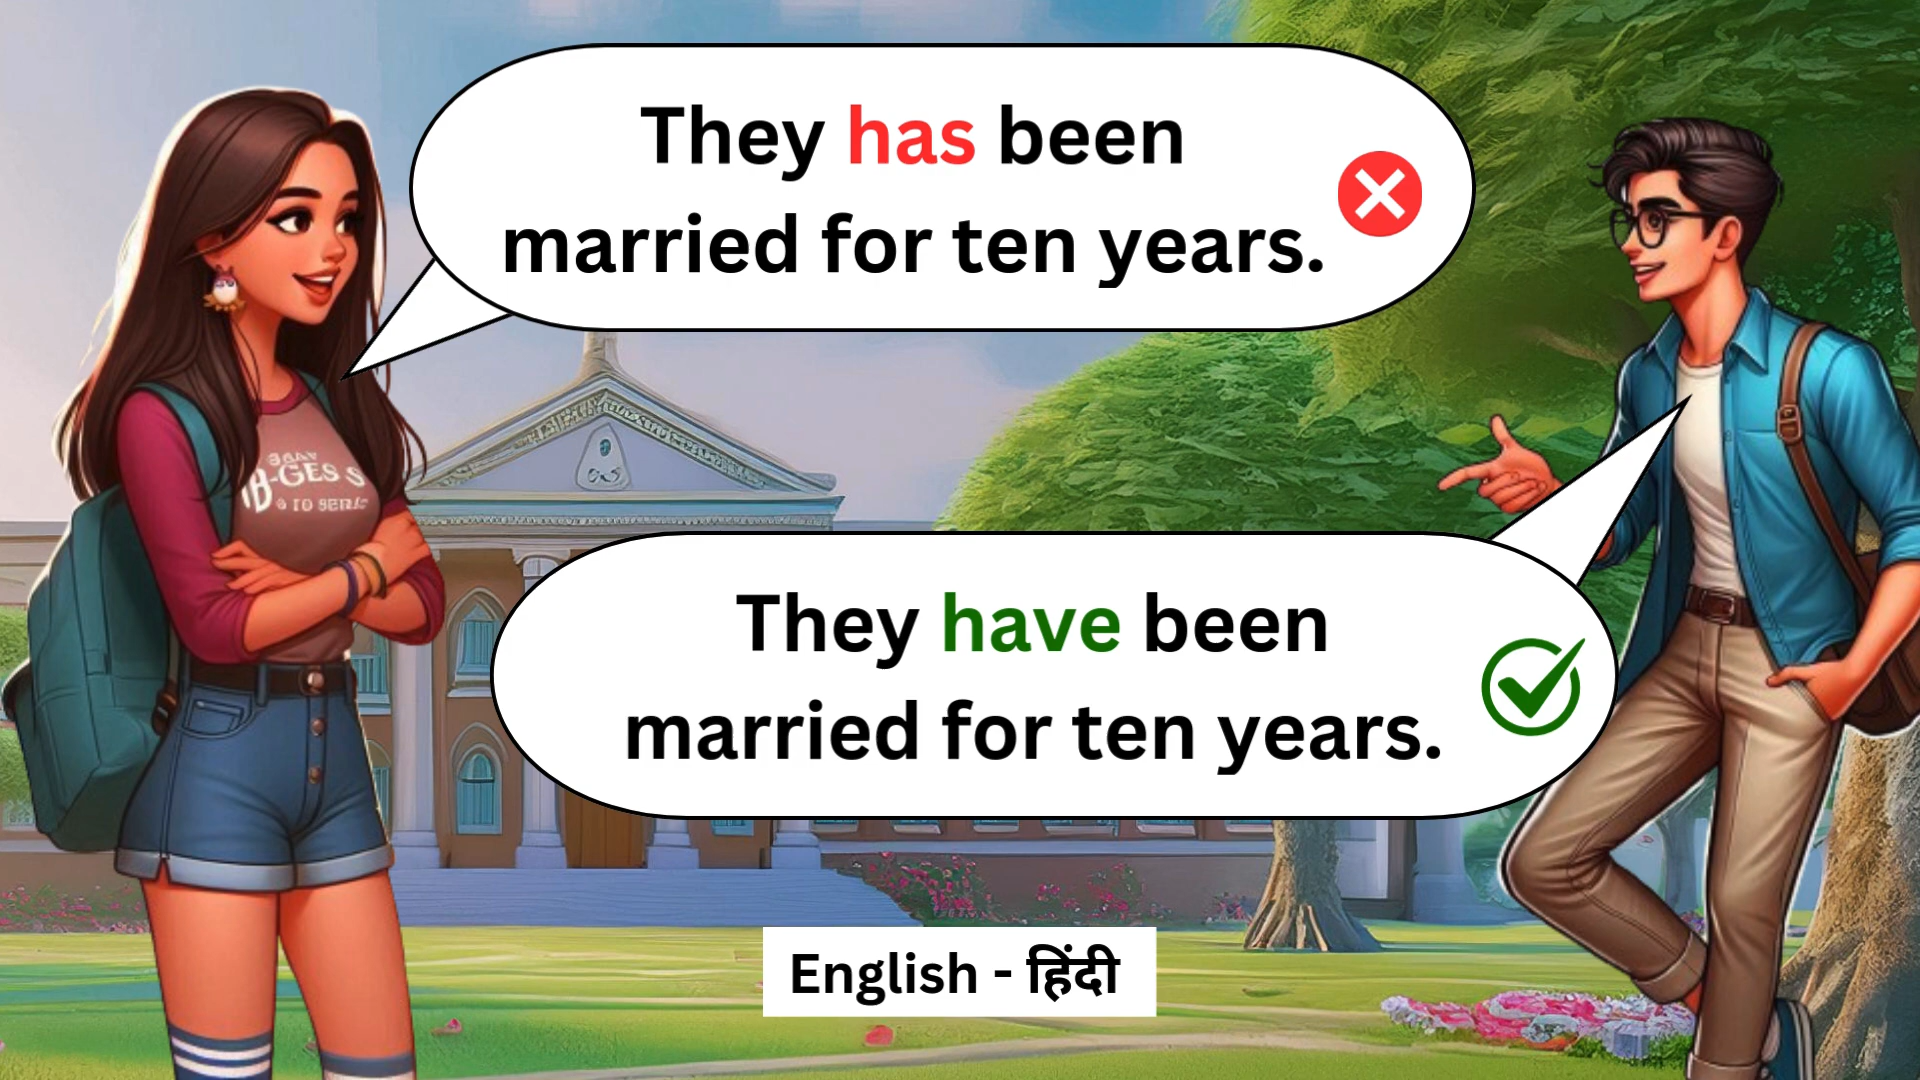 They has been
married for ten years.
They have been
married for ten years.
English - हिंदी